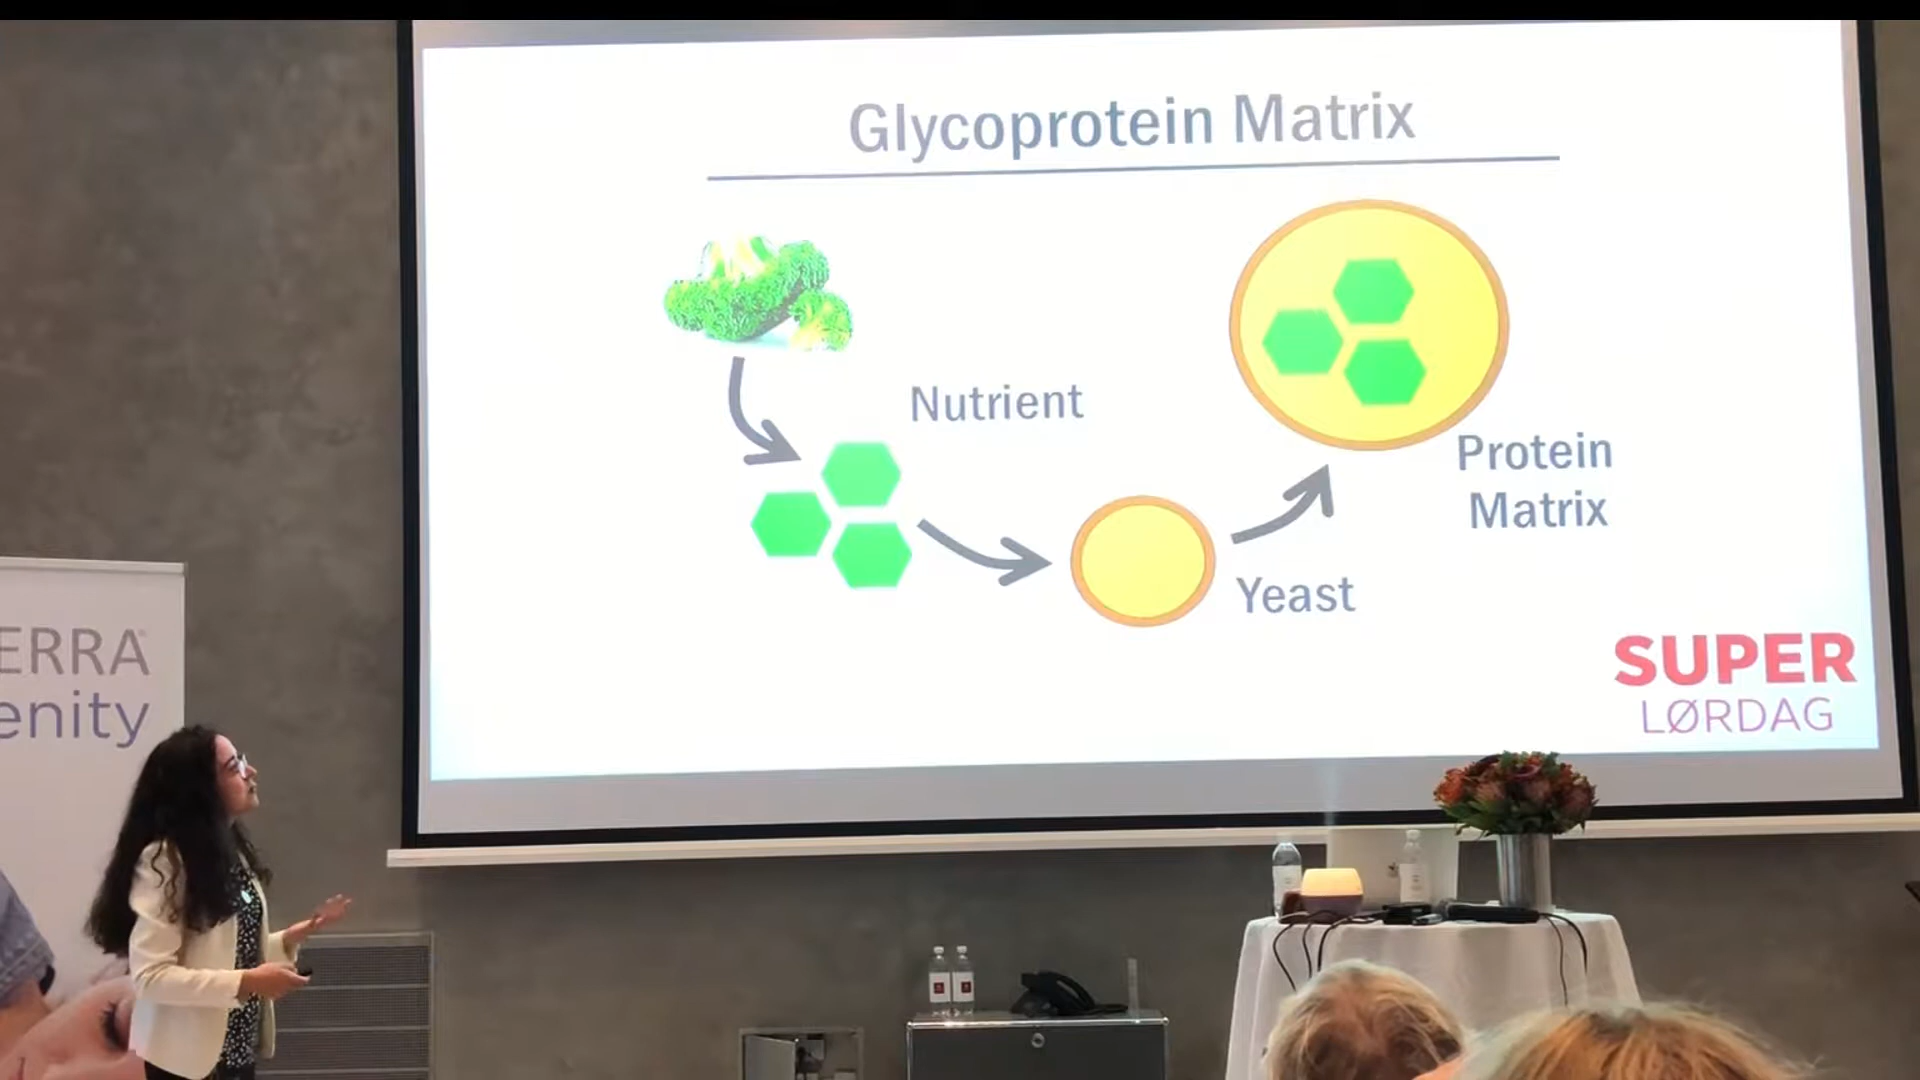 Glycoprotein Matrix
Nutrient
Protein
Matrix
Yeast
SUPER
LØRDAG
ERRA
enity